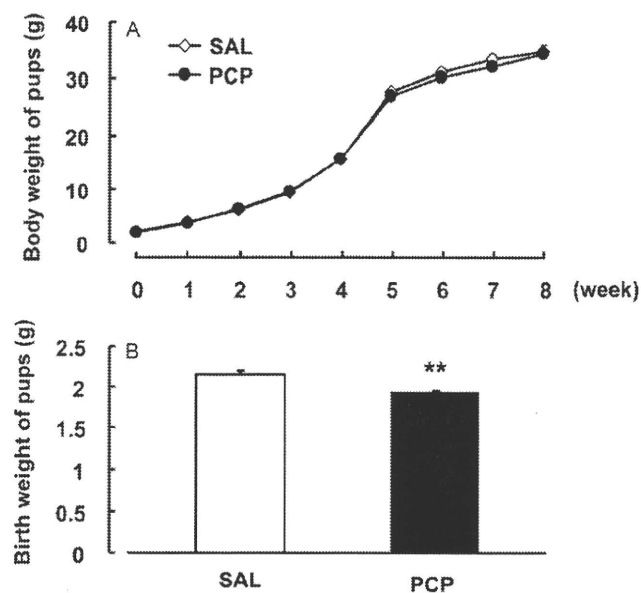 A
SAL
PCP
Body weight of pups (g)
40
30
20
10
0
0 1 2 3 4 5 6 7 8 (week)
B
**
Birth weight of pups (g)
2.5
2
1.5
1
0.5
0
SAL PCP